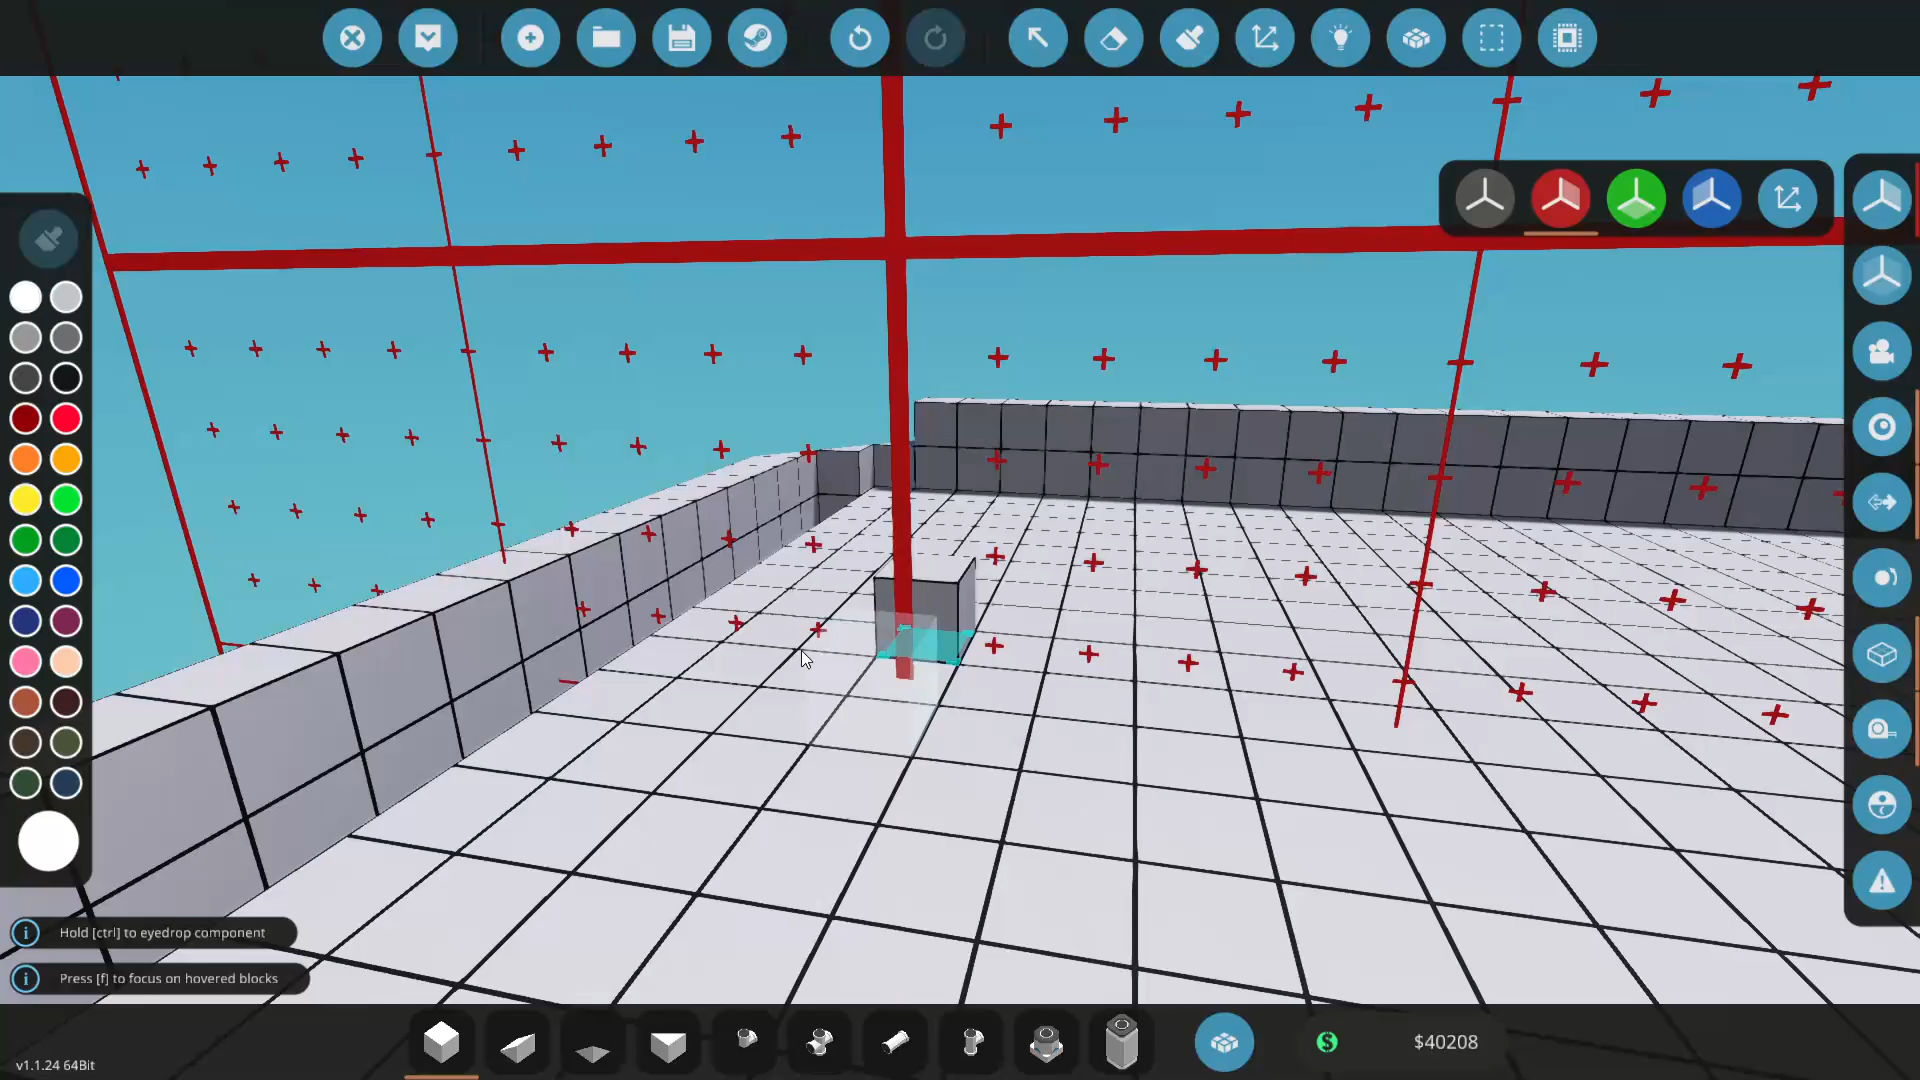 Hold [ctrl] to eyedrop component
Press [f] to focus on hovered blocks
v1.1.24 64Bit
$40208